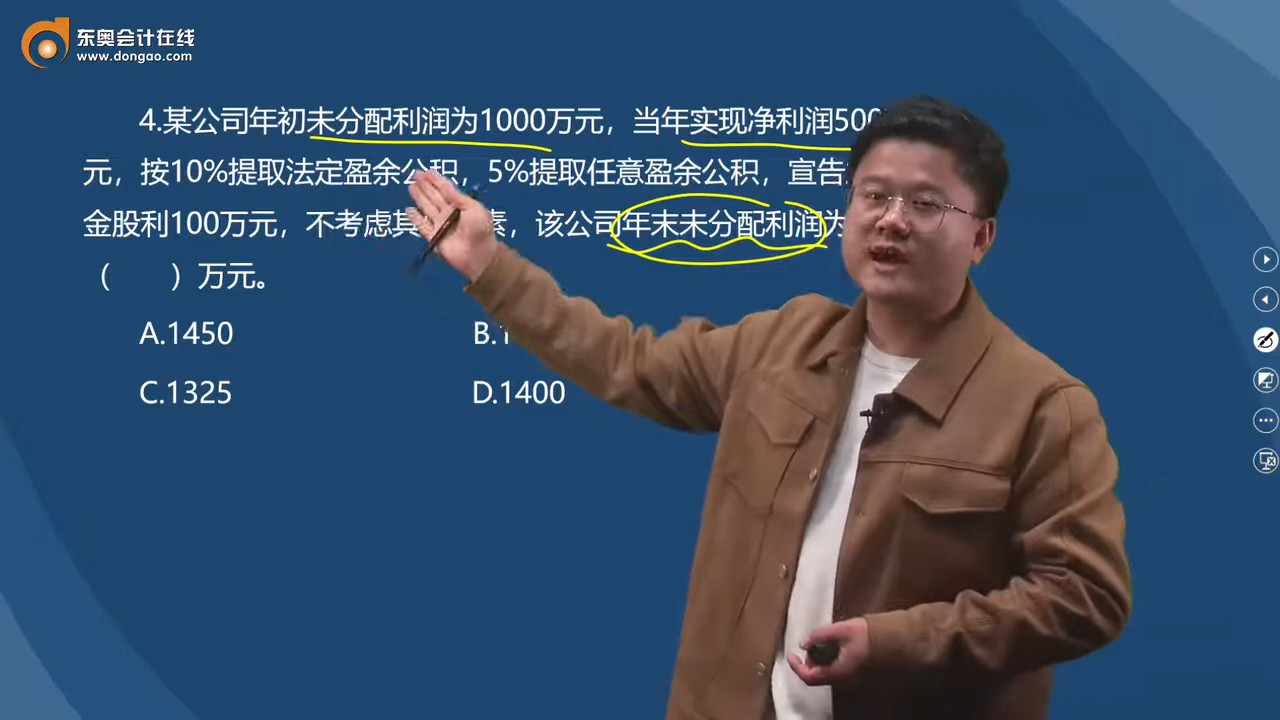 东奥会计在线
www.dongao.com
4.某公司年初未分配利润为1000万元，当年实现净利润500
元，按10%提取法定盈余公积，5%提取任意盈余公积，宣告
金股利100万元，不考虑其 素，该公司年末未分配利润为
（ ）万元。
A.1450 B.1
C.1325 D.1400